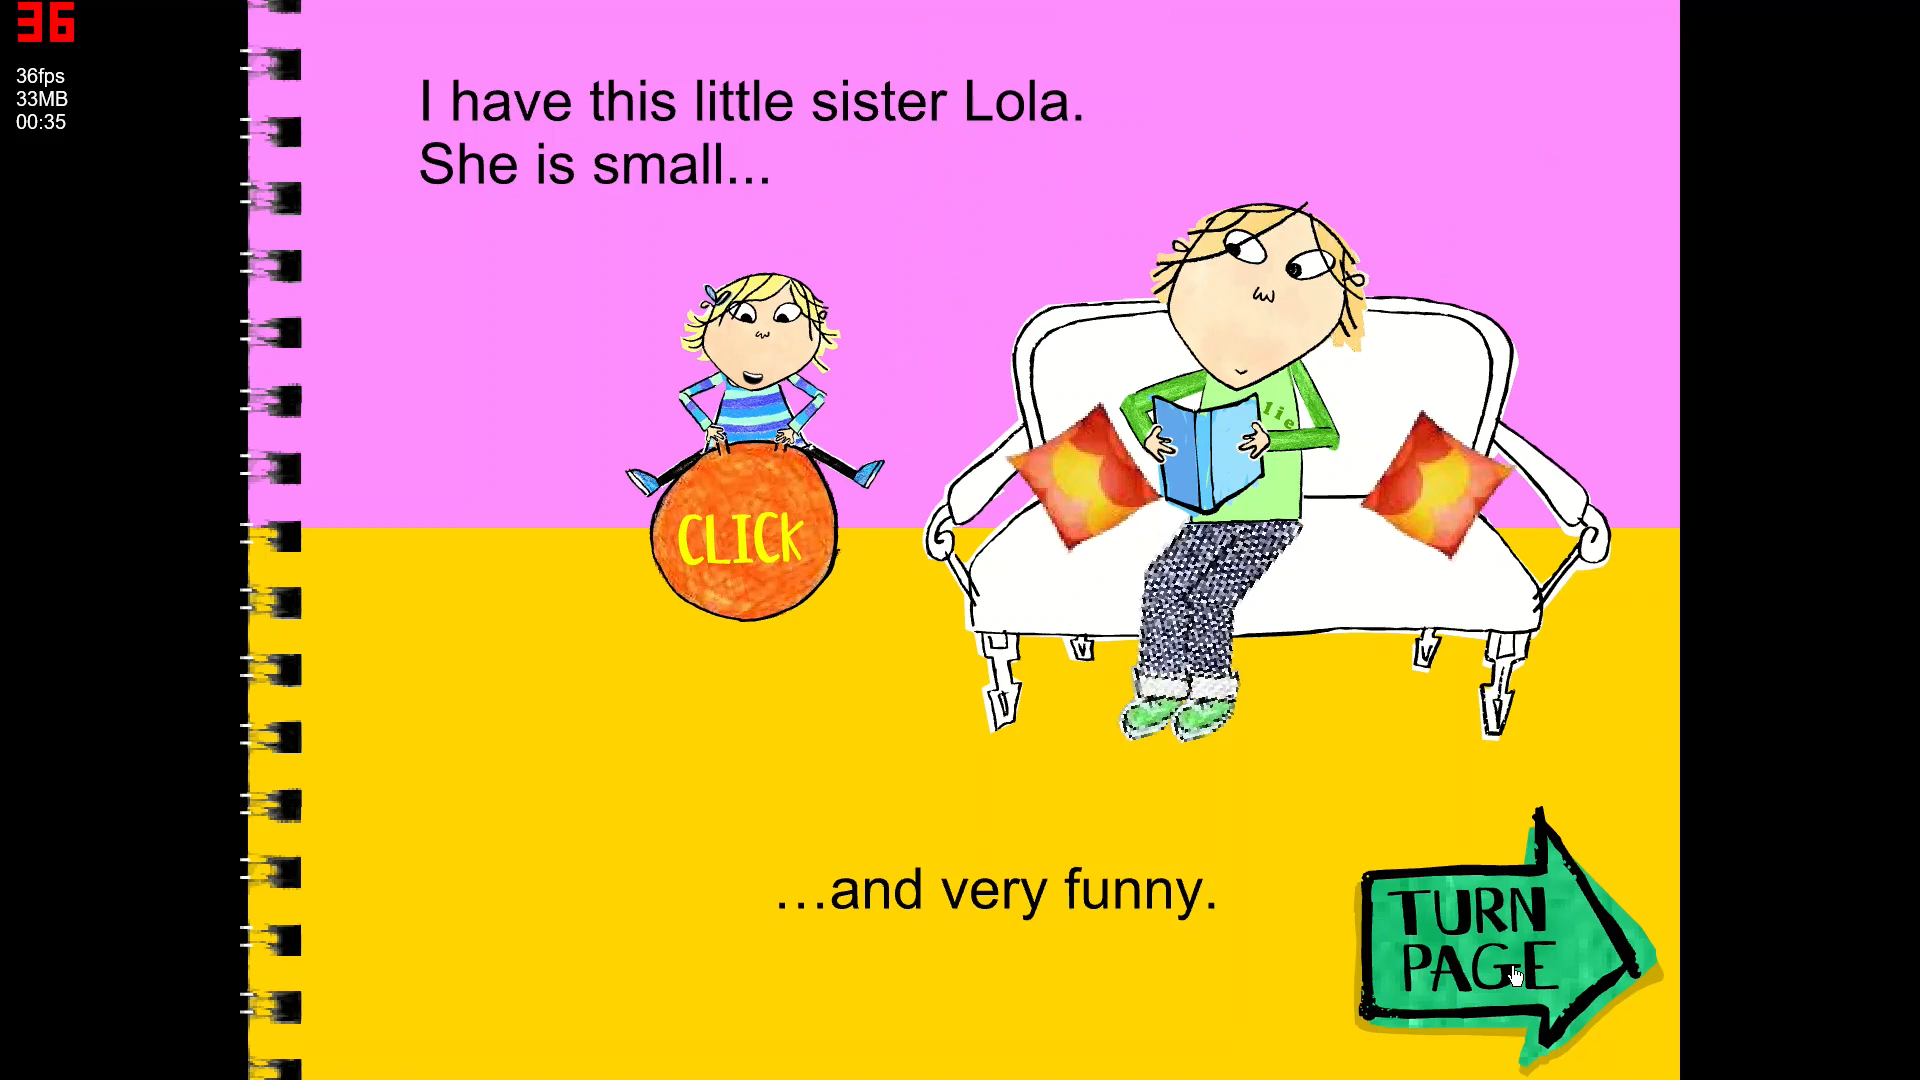 36
36fps
33MB
00:35
I have this little sister Lola.
She is small...
lie
CLICK
...and very funny.
TURN
PAGE